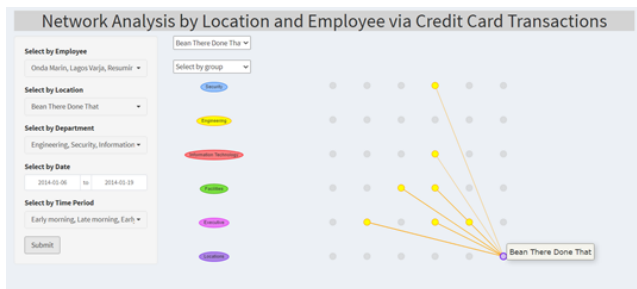 Network Analysis by Location and Employee via Credit Card Transactions
Select by Employee
Onda Marin, Lagos Varja, Resumir
Select by Location
Bean There Done That
Select by Department
Engineering, Security, Information
Select by Date
2014-01-06 to 2014-01-19
Select by Time Period
Early morning, Late morning, Early
Submit
Bean There Done Tha
Select by group
Security
Engineering
Information Technology
Facilities
Executive
Locations
Bean There Done That